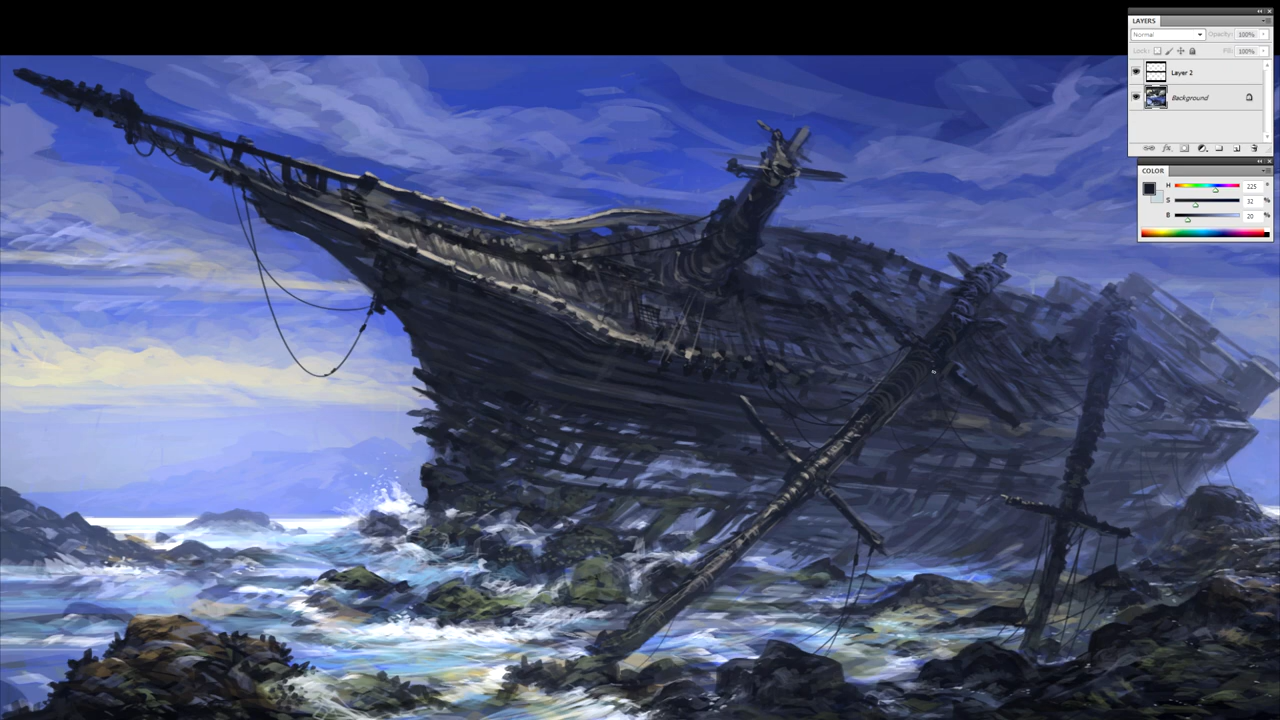 LAYERS
Normal Opacity: 100%
Lock: Fill: 100%
Layer 2
Background
COLOR
H 225 °
S 32 %
B 20 %